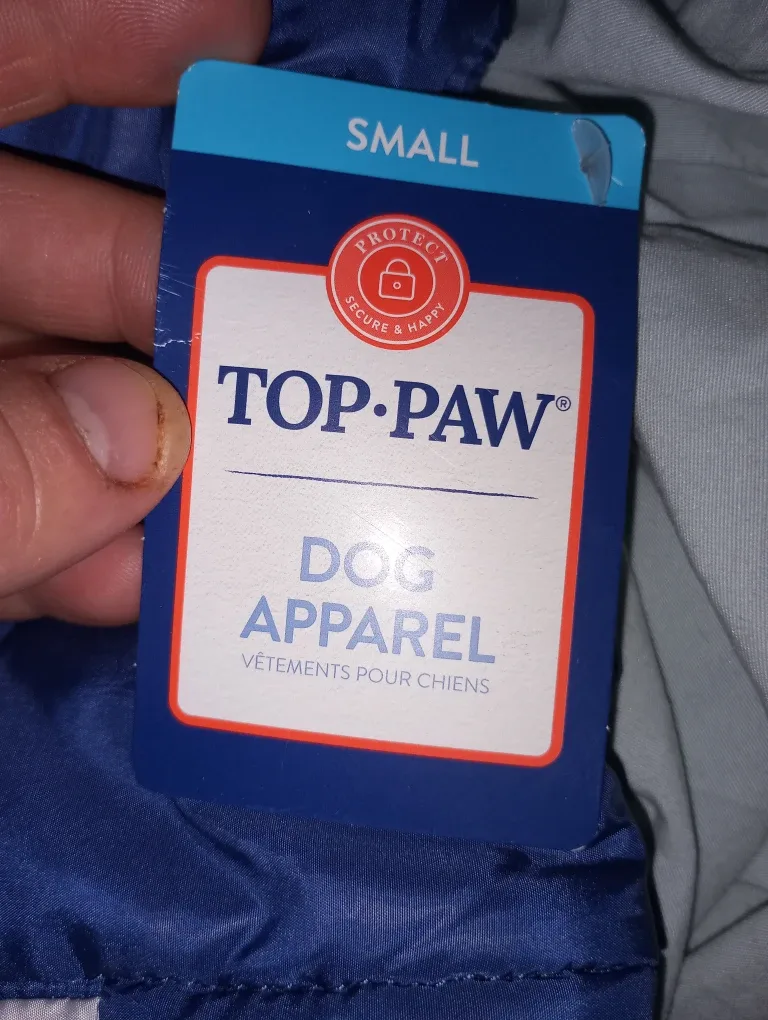 SMALL
PROTECT
SECURE & HAPPY
TOP•PAW®
DOG
APPAREL
VÊTEMENTS POUR CHIENS